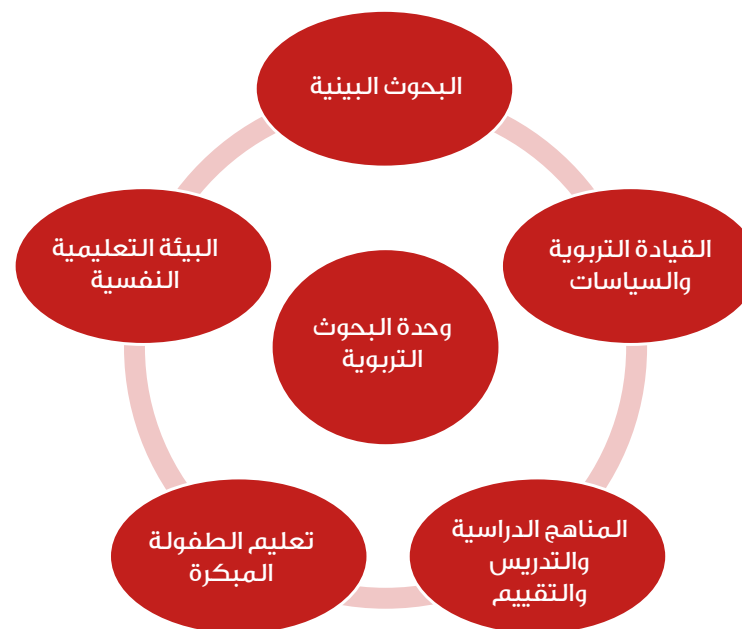 البحوث البينية
القيادة التربوية
والسياسات
المناهج الدراسية
والتدريس
والتقييم
تعليم الطفولة
المبكرة
البيئة التعليمية
النفسية
وحدة البحوث
التربوية